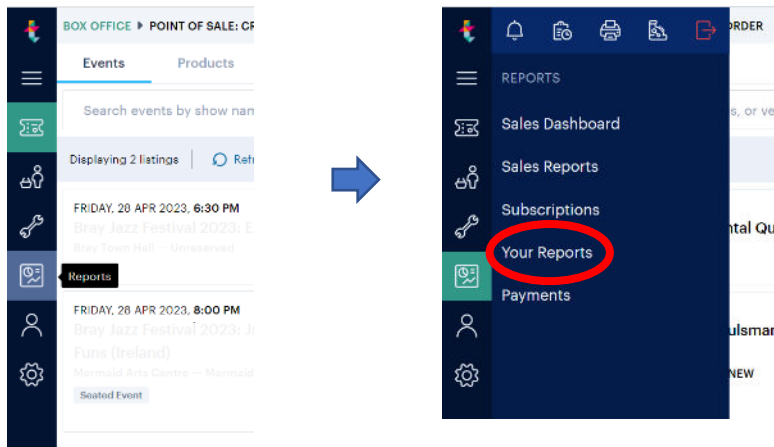 BOX OFFICE ▶ POINT OF SALE: CR
Events Products
Search events by show nam
Displaying 2 listings
Refr
FRIDAY, 28 APR 2023, 6:30 PM
Bray Jazz Festival 2023: E
Bray Town Hall — Unreserved
Reports
FRIDAY, 28 APR 2023, 8:00 PM
Bray Jazz Festival 2023: J
Funs (Ireland)
Mermaid Arts Centre — Mermaid
Seated Event
RDER
REPORTS
Sales Dashboard
s, or ve
Sales Reports
Subscriptions
ntal Qu
Your Reports
Payments
ulsmar
NEW